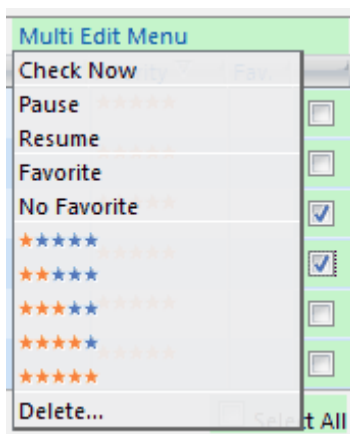 Multi Edit Menu
Check Now
Pause
Resume
Favorite
No Favorite
Delete...
Select All